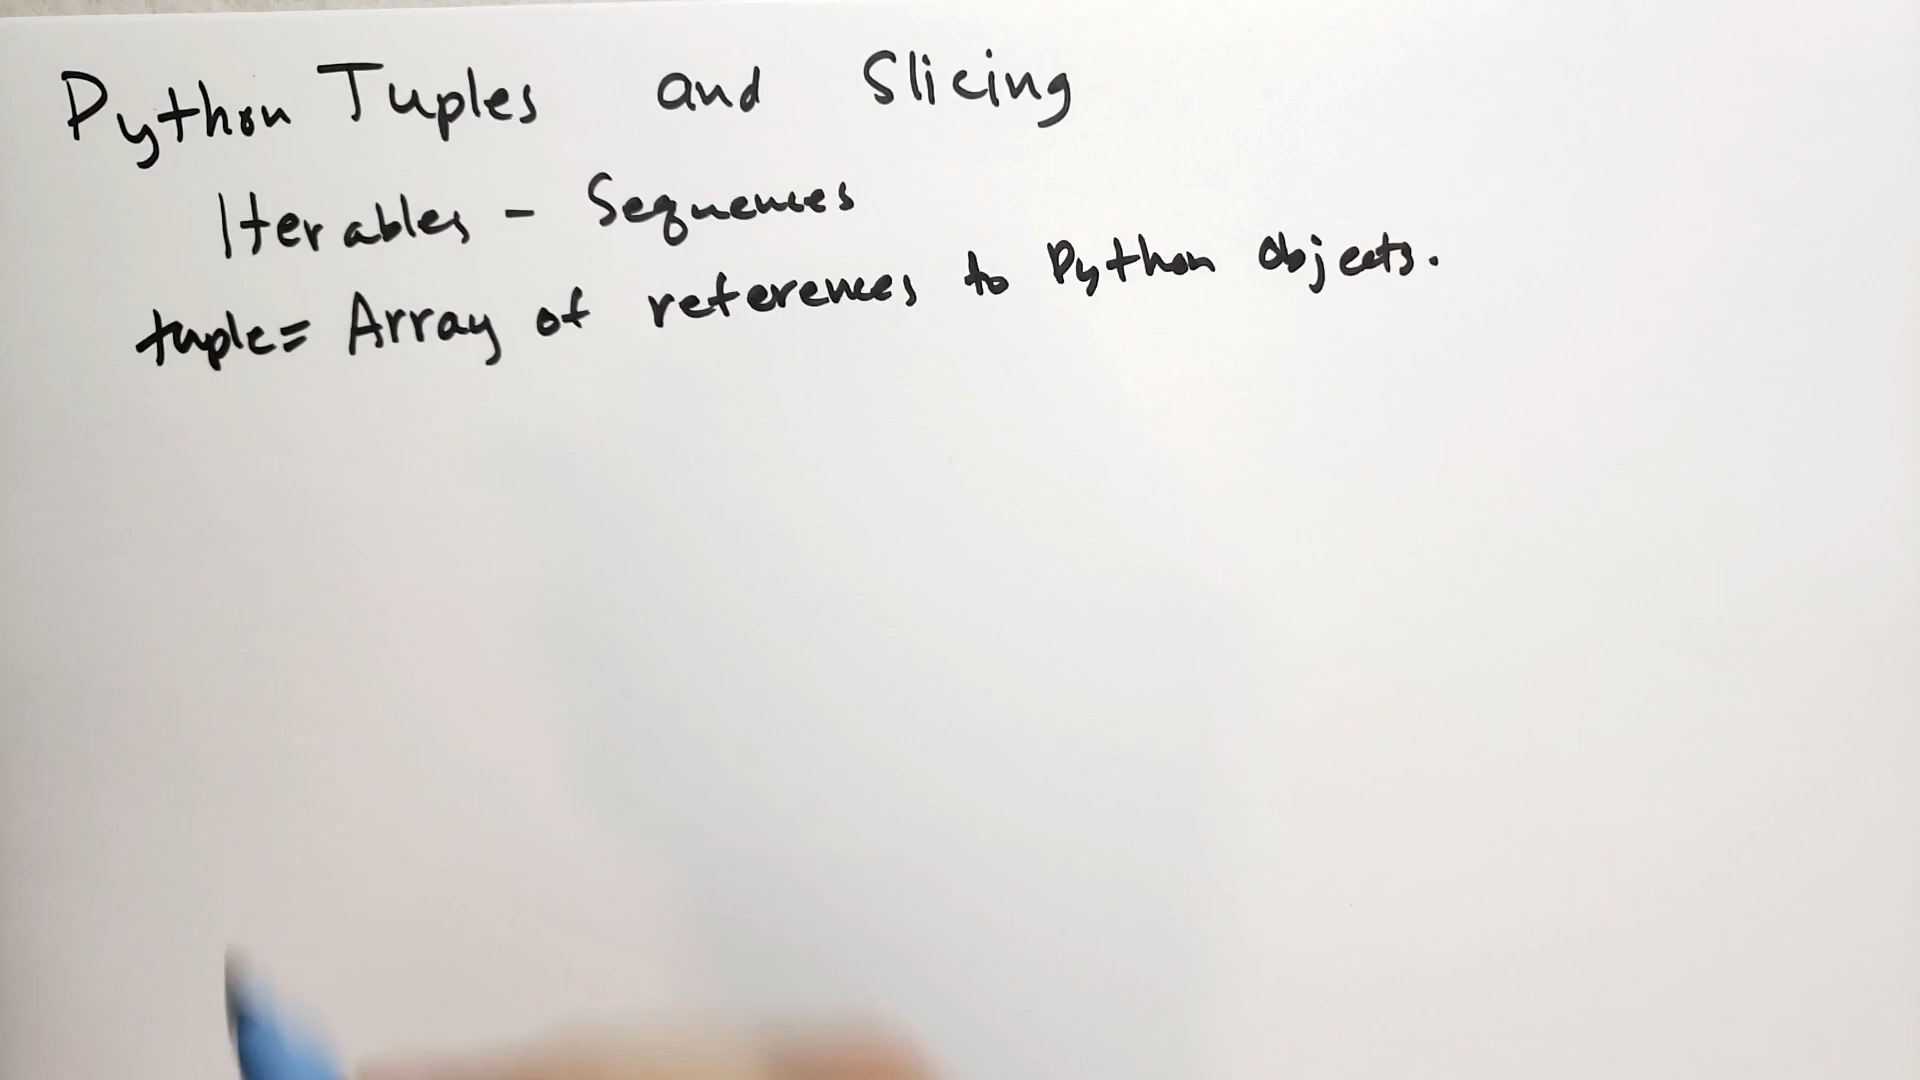 Python Tuples and Slicing
Iterables - Sequences
tuple= Array of references to Python objects.